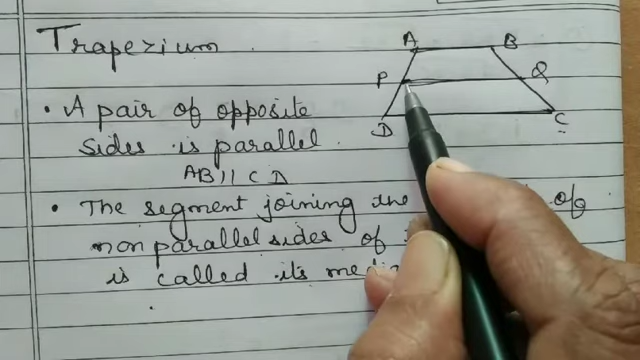 Trapezium
A B
P Q
D C
• A pair of opposite
sides is parallel.
AB || CD
• The segment joining the of
non parallel sides of
is called its